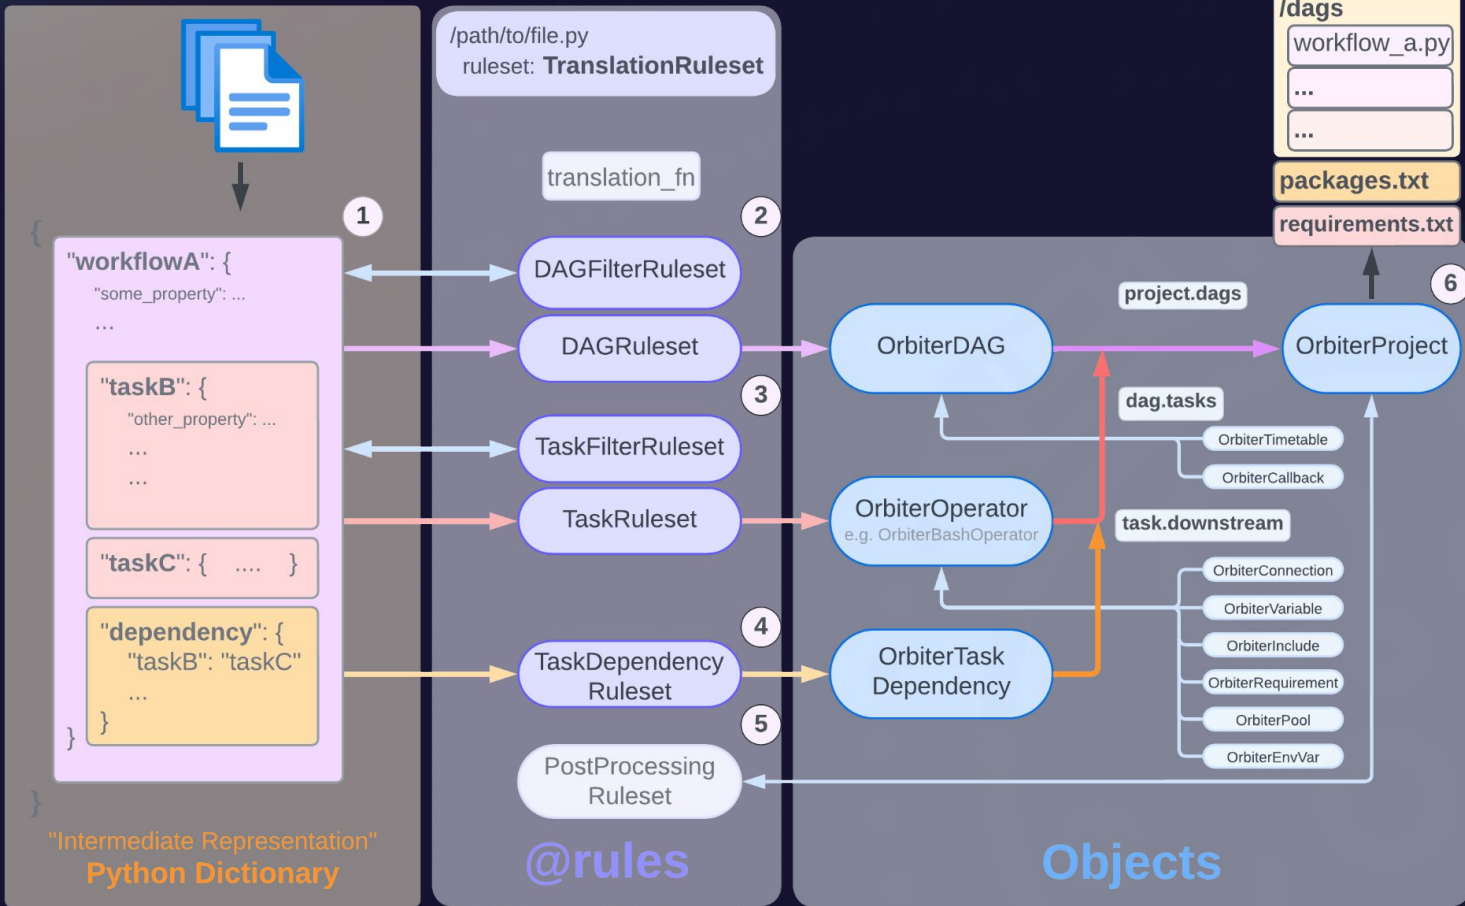 {
"workflowA": {
"some_property": ...
...
"taskB": {
"other_property": ...
...
...
"taskC": { .... }
"dependency": {
"taskB": "taskC"
...
}
}
}
"Intermediate Representation"
Python Dictionary
1
/path/to/file.py
ruleset: TranslationRuleset
translation_fn
2
DAGFilterRuleset
DAGRuleset
3
TaskFilterRuleset
TaskRuleset
4
TaskDependency
Ruleset
5
PostProcessing
Ruleset
@rules
OrbiterDAG
OrbiterOperator
e.g. OrbiterBashOperator
OrbiterTask
Dependency
project.dags
dag.tasks
OrbiterTimetable
OrbiterCallback
task.downstream
OrbiterConnection
OrbiterVariable
OrbiterInclude
OrbiterRequirement
OrbiterPool
OrbiterEnvVar
Objects
/dags
workflow_a.py
...
...
packages.txt
requirements.txt
6
OrbiterProject